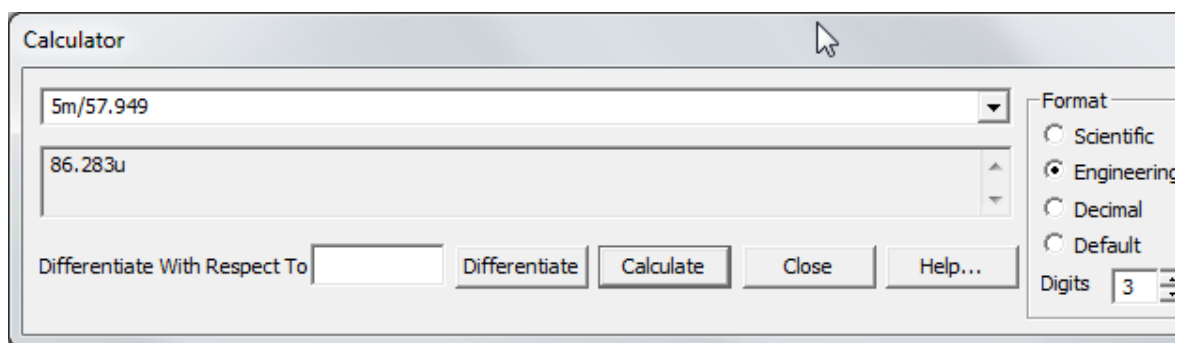 Calculator
5m/57.949
86.283u
Differentiate With Respect To
Differentiate
Calculate
Close
Help...
Format
Scientific
Engineering
Decimal
Default
Digits 3